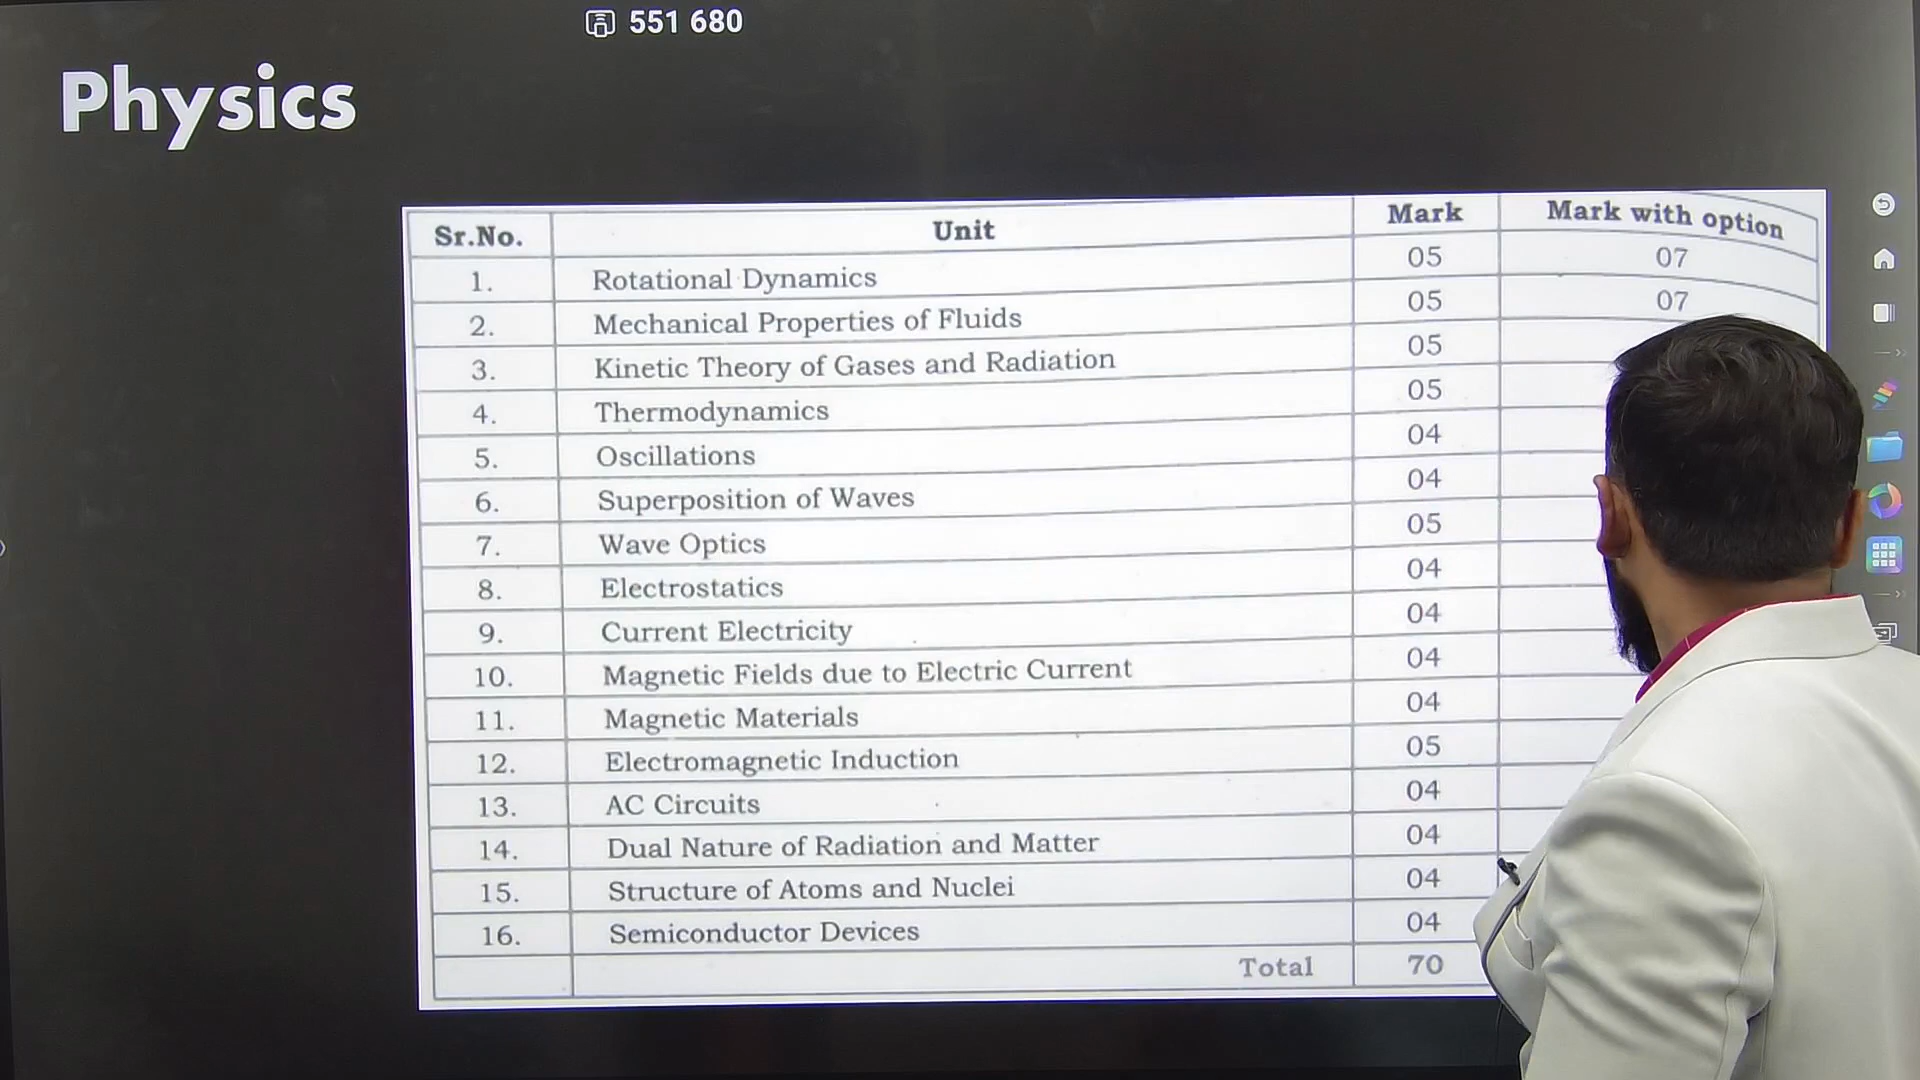 551 680
Physics
Sr.No. Unit Mark Mark with option
1. Rotational Dynamics 05 07
2. Mechanical Properties of Fluids 05 07
3. Kinetic Theory of Gases and Radiation 05
4. Thermodynamics 05
5. Oscillations 04
6. Superposition of Waves 04
7. Wave Optics 05
8. Electrostatics 04
9. Current Electricity 04
10. Magnetic Fields due to Electric Current 04
11. Magnetic Materials 04
12. Electromagnetic Induction 05
13. AC Circuits 04
14. Dual Nature of Radiation and Matter 04
15. Structure of Atoms and Nuclei 04
16. Semiconductor Devices 04
Total 70